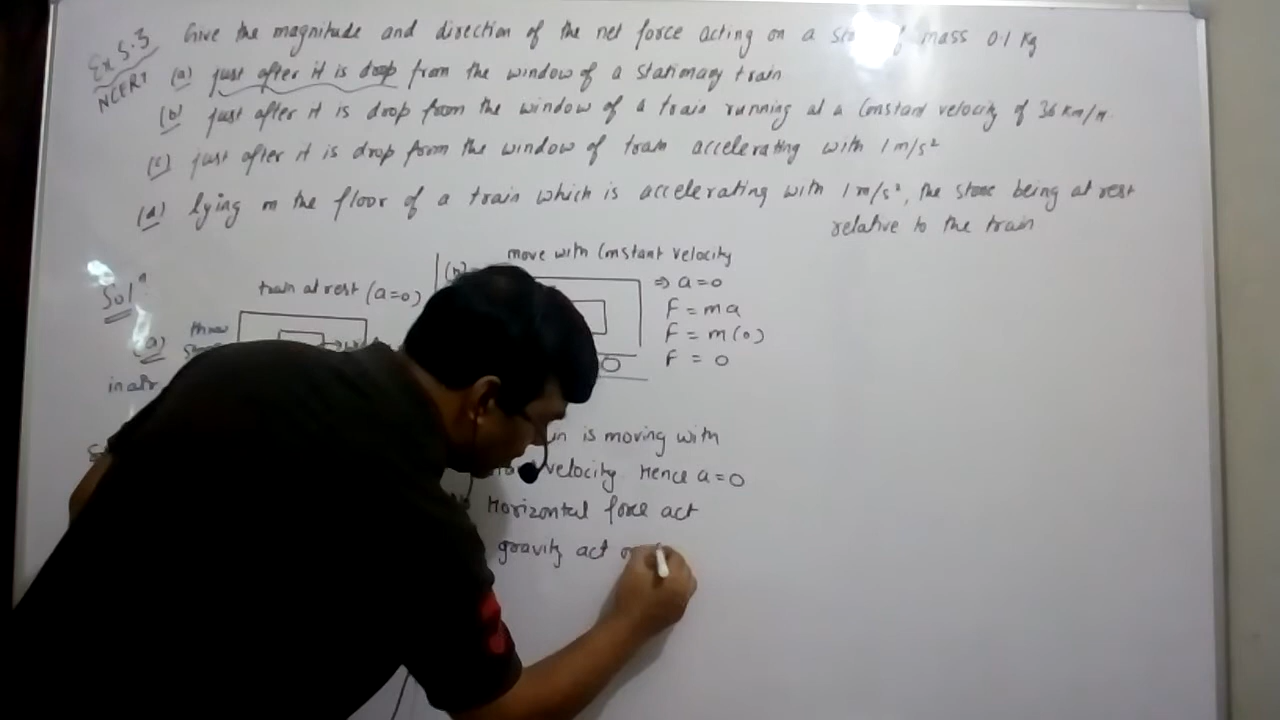 Ex 5.3
NCERT
Give the magnitude and direction of the net force acting on a mass 0.1 Kg
(a) just after it is drop from the window of a stationary train
(b) just after it is drop from the window of a train running at a constant velocity of 36 Km/h.
(c) just after it is drop from the window of train accelerating with 1 m/s²
(d) lying on the floor of a train which is accelerating with 1 m/s², the stone being at rest
relative to the train
Solⁿ
(a)
train at rest (a=0)
throw
in air
(b)
move with Constant Velocity
⇒ a=0
F = ma
F = m(0)
F = 0
is moving with
velocity. Hence a=0
Horizontal force act
gravity act